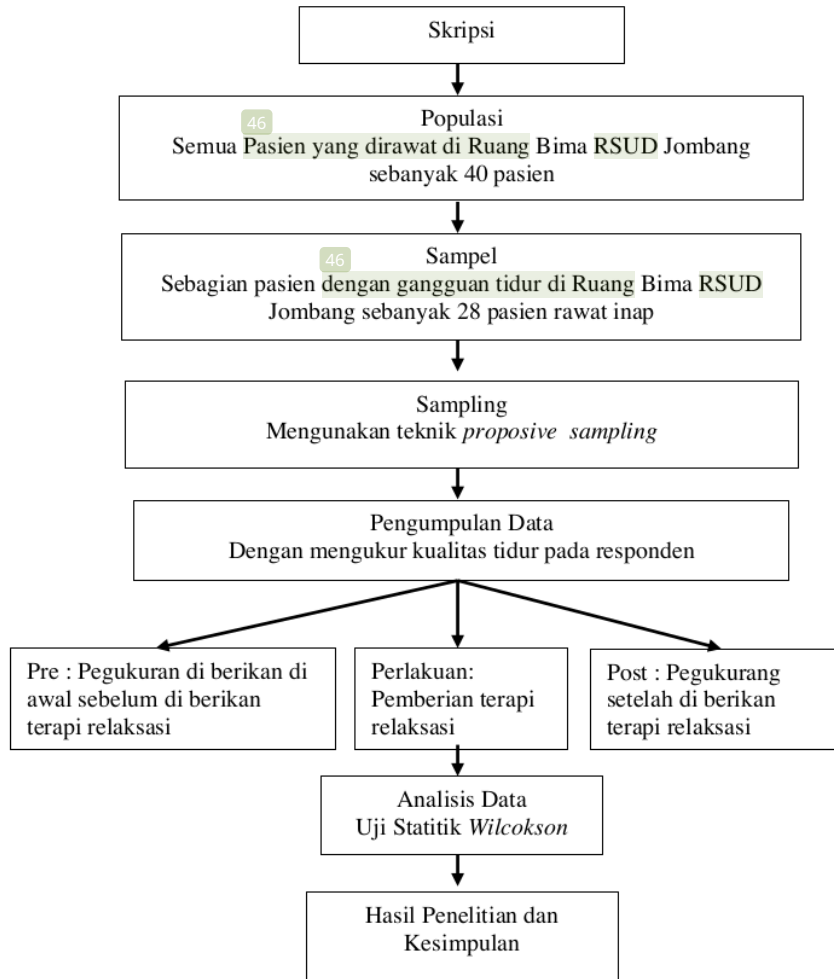 Skripsi
46
Populasi
Semua Pasien yang dirawat di Ruang Bima RSUD Jombang
sebanyak 40 pasien
46
Sampel
Sebagian pasien dengan gangguan tidur di Ruang Bima RSUD
Jombang sebanyak 28 pasien rawat inap
Sampling
Mengunakan teknik proposive sampling
Pengumpulan Data
Dengan mengukur kualitas tidur pada responden
Pre : Pegukuran di berikan di
awal sebelum di berikan
terapi relaksasi
Perlakuan:
Pemberian terapi
relaksasi
Post : Pegukurang
setelah di berikan
terapi relaksasi
Analisis Data
Uji Statitik Wilcokson
Hasil Penelitian dan
Kesimpulan